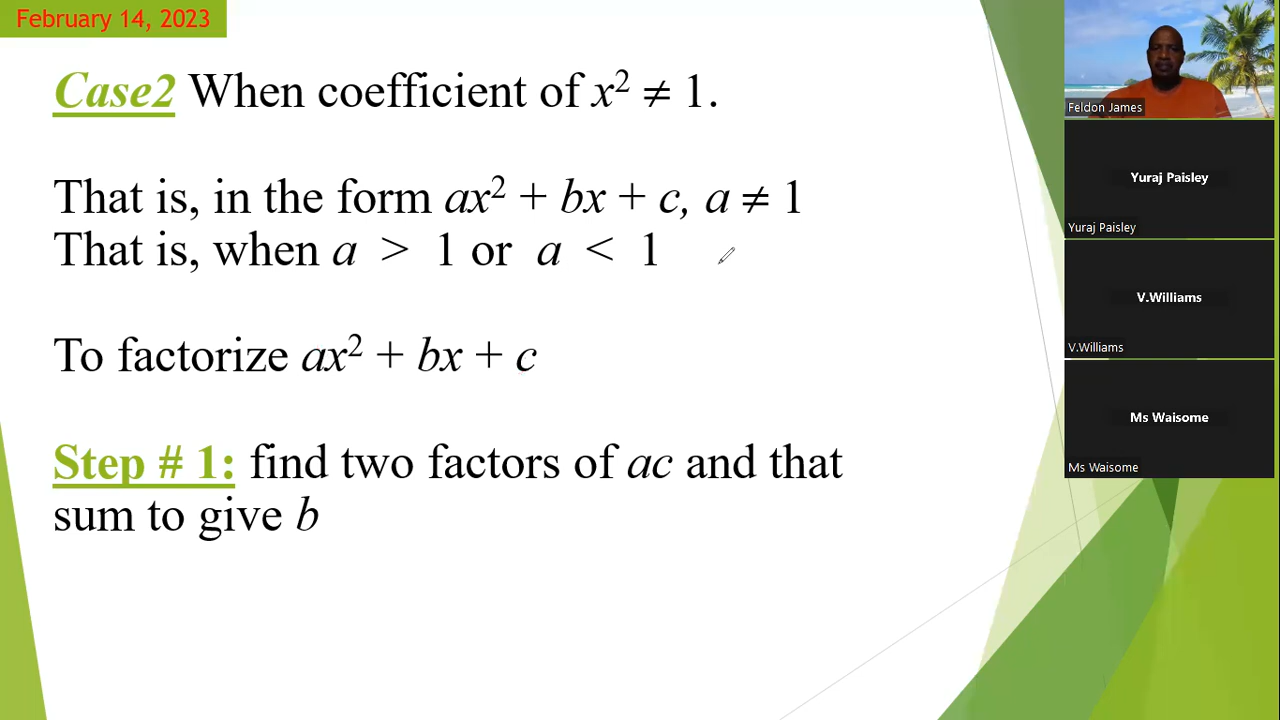 February 14, 2023
Case2 When coefficient of x² ≠ 1.
That is, in the form ax² + bx + c, a ≠ 1
That is, when a > 1 or a < 1
To factorize ax² + bx + c
Step # 1: find two factors of ac and that
sum to give b
Feldon James
Yuraj Paisley
Yuraj Paisley
V.Williams
V.Williams
Ms Waisome
Ms Waisome